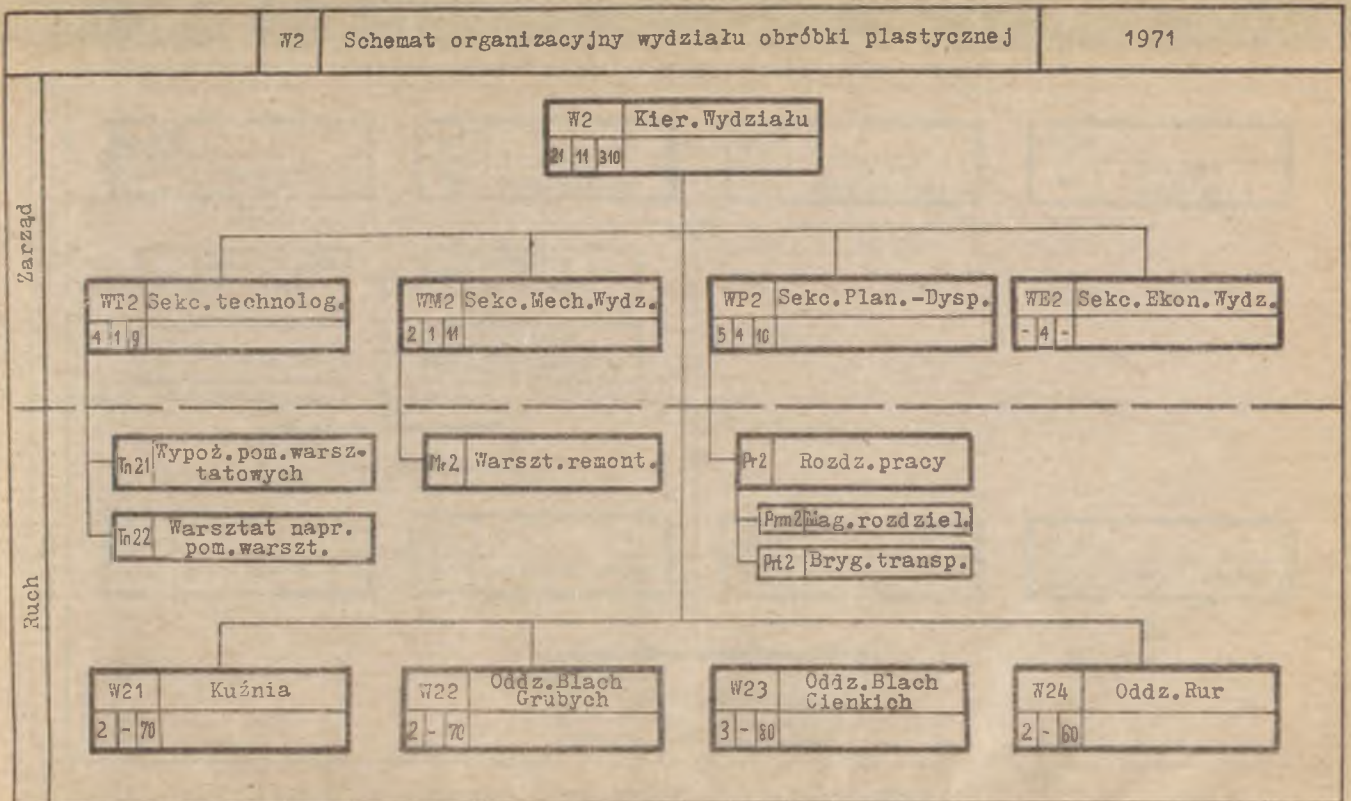 W2 Schemat organizacyjny wydziału obróbki plastycznej 1971
Zarząd
W2 Kier.Wydziału
21 11 310
WT2 Sekc.technolog.
4 1 9
WM2 Sekc.Mech.Wydz.
2 1 11
WP2 Sekc.Plan.-Dysp.
5 4 10
WE2 Sekc.Ekon.Wydz.
- 4 -
Ruch
Tn21 Wypoż.pom.warsz-
tatowych
Tn22 Warsztat napr.
pom.warszt.
Mr2 Warszt.remont.
Pr2 Rozdz.pracy
Prm2 Mag.rozdziel.
Prt2 Bryg.transp.
W21 Kuźnia
2 - 70
W22 Oddz.Blach
Grubych
2 - 70
W23 Oddz.Blach
Cienkich
3 - 80
W24 Oddz.Rur
2 - 60